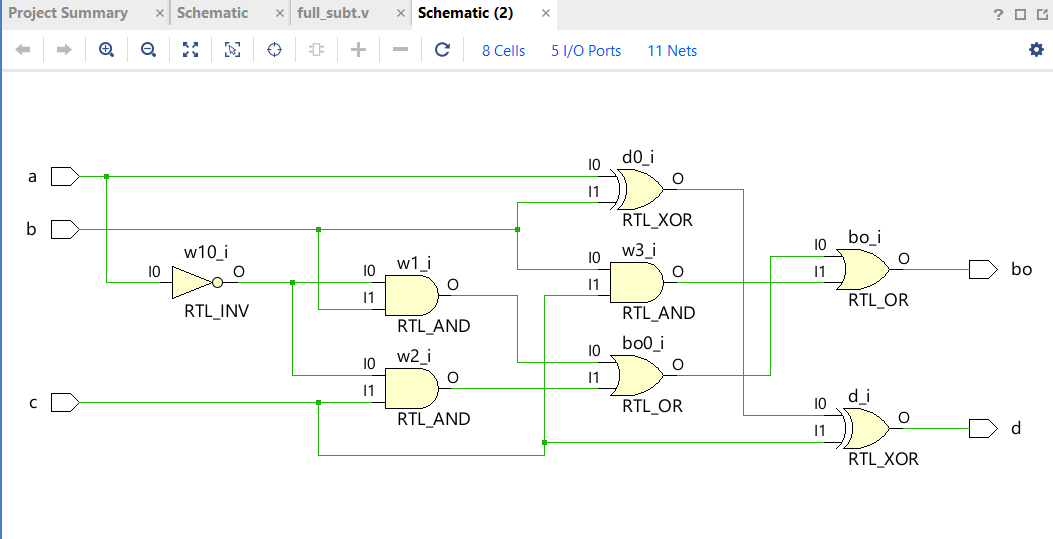 Project Summary × Schematic × full_subt.v × Schematic (2) × ?
8 Cells 5 I/O Ports 11 Nets
a
b
c
w10_i
I0 O
RTL_INV
w1_i
I0 O
I1
RTL_AND
w2_i
I0 O
I1
RTL_AND
d0_i
I0 O
I1
RTL_XOR
w3_i
I0 O
I1
RTL_AND
bo0_i
I0 O
I1
RTL_OR
bo_i
I0 O
I1
RTL_OR
bo
d_i
I0 O
I1
RTL_XOR
d